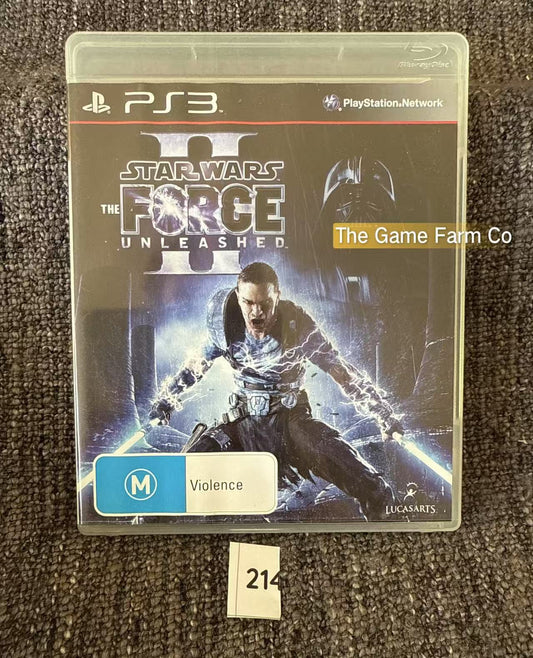 Blu-ray Disc
PS3
PlayStation®Network
II
STAR WARS
THE FORCE
UNLEASHED
The Game Farm Co
M
Violence
LUCASARTS
214